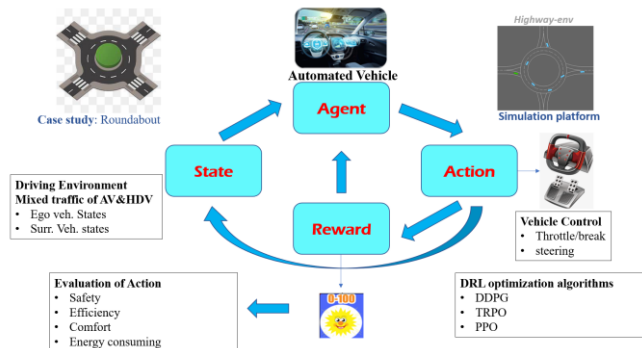 Highway-env
Automated Vehicle
Case study: Roundabout
Simulation platform
Agent
State
Action
Reward
Driving Environment
Mixed traffic of AV&HDV
• Ego veh. States
• Surr. Veh. states
Vehicle Control
• Throttle/break
• steering
Evaluation of Action
• Safety
• Efficiency
• Comfort
• Energy consuming
0-100
DRL optimization algorithms
• DDPG
• TRPO
• PPO